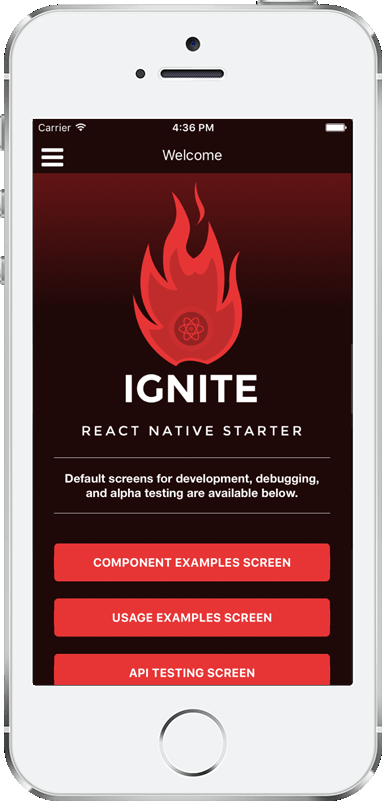 Carrier 4:36 PM
Welcome
IGNITE
REACT NATIVE STARTER
Default screens for development, debugging,
and alpha testing are available below.
COMPONENT EXAMPLES SCREEN
USAGE EXAMPLES SCREEN
API TESTING SCREEN